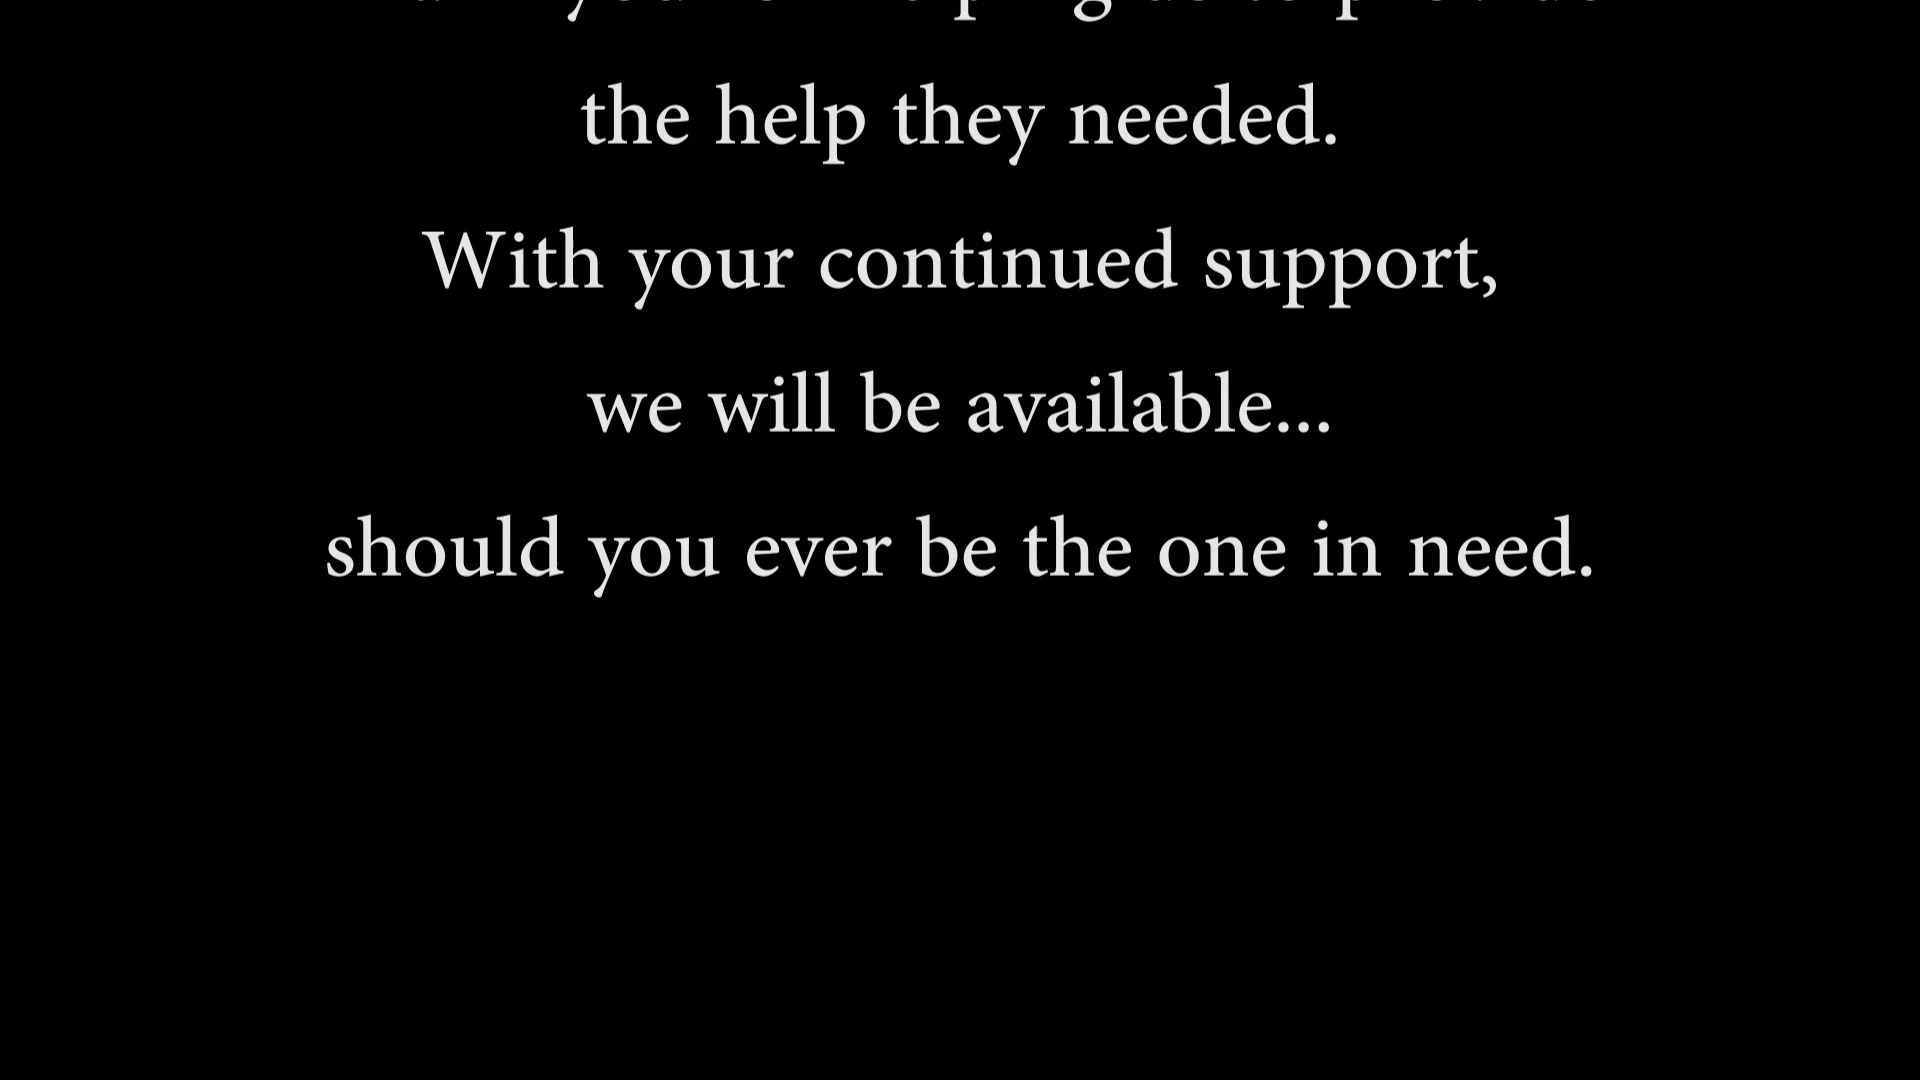 the help they needed.
With your continued support,
we will be available...
should you ever be the one in need.